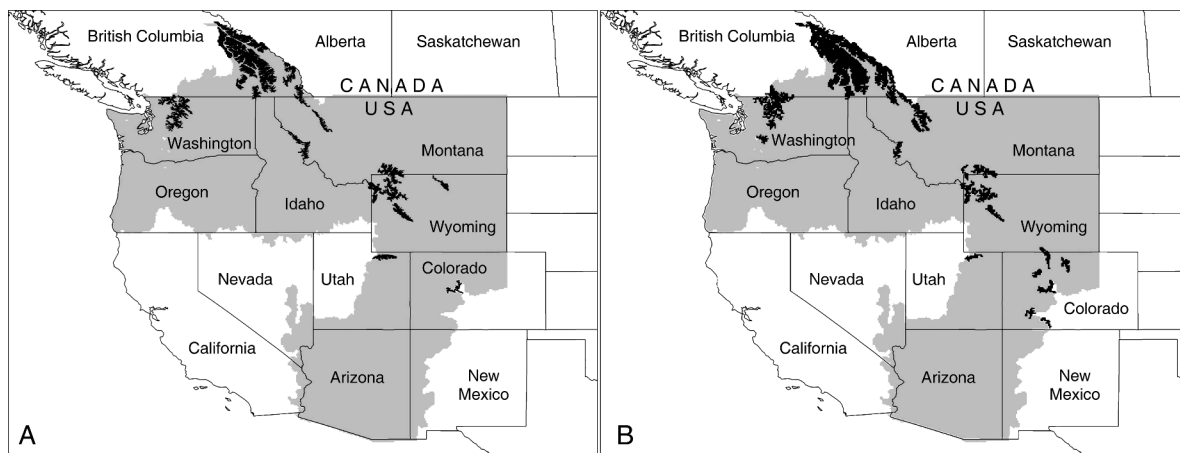 British Columbia
Alberta
Saskatchewan
CANADA
USA
Washington
Montana
Oregon
Idaho
Wyoming
Nevada
Utah
Colorado
California
Arizona
New
Mexico
A
British Columbia
Alberta
Saskatchewan
CANADA
USA
Washington
Montana
Oregon
Idaho
Wyoming
Nevada
Utah
Colorado
California
Arizona
New
Mexico
B